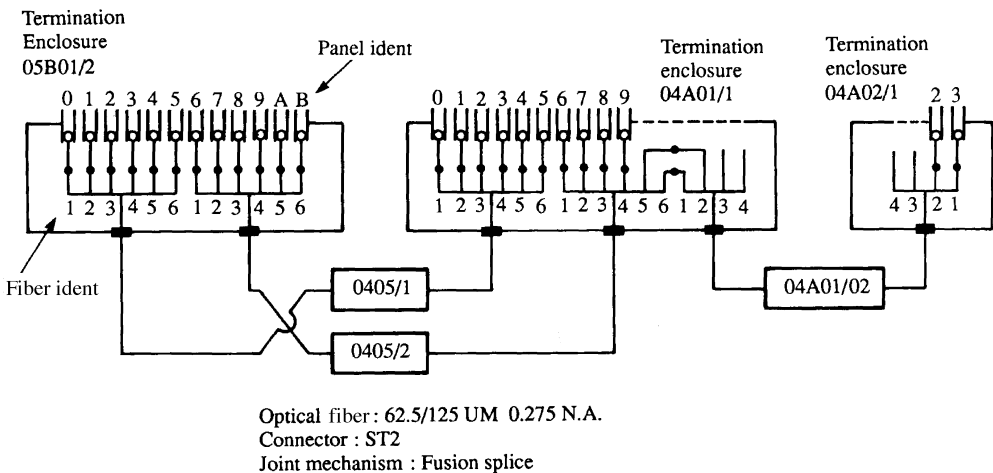 Termination
Enclosure
05B01/2
Panel ident
Termination
enclosure
04A01/1
Termination
enclosure
04A02/1
0 1 2 3 4 5 6 7 8 9 A B
0 1 2 3 4 5 6 7 8 9
2 3
1 2 3 4 5 6 1 2 3 4 5 6
1 2 3 4 5 6 1 2 3 4 5 6 1 2 3 4
4 3 2 1
Fiber ident
0405/1
04A01/02
0405/2
Optical fiber : 62.5/125 UM 0.275 N.A.
Connector : ST2
Joint mechanism : Fusion splice